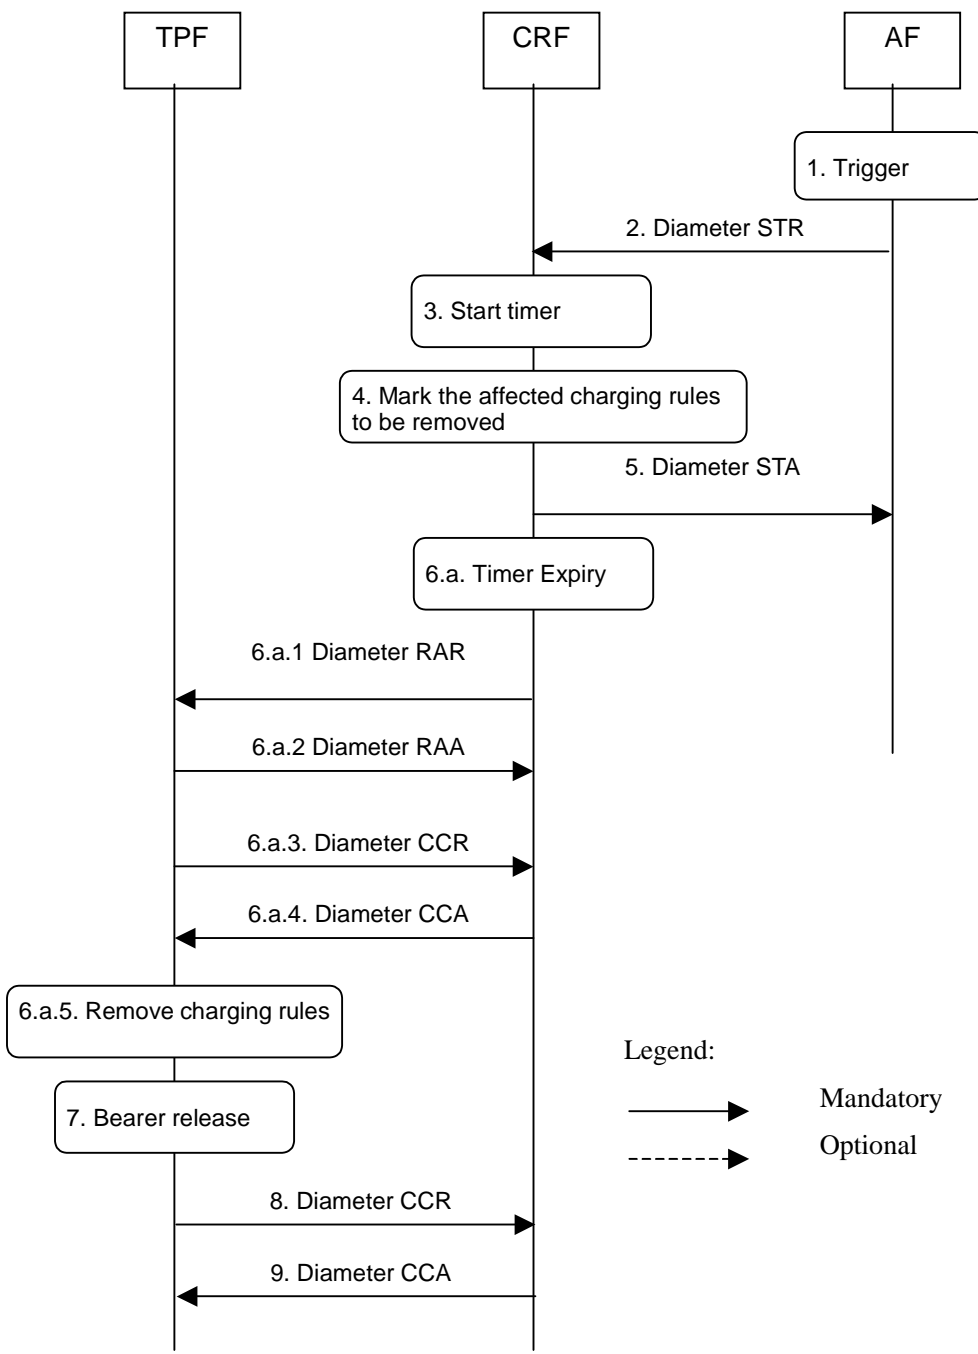 TPF
CRF
AF
1. Trigger
2. Diameter STR
3. Start timer
4. Mark the affected charging rules
to be removed
5. Diameter STA
6.a. Timer Expiry
6.a.1 Diameter RAR
6.a.2 Diameter RAA
6.a.3. Diameter CCR
6.a.4. Diameter CCA
6.a.5. Remove charging rules
Legend:
Mandatory
7. Bearer release
Optional
8. Diameter CCR
9. Diameter CCA